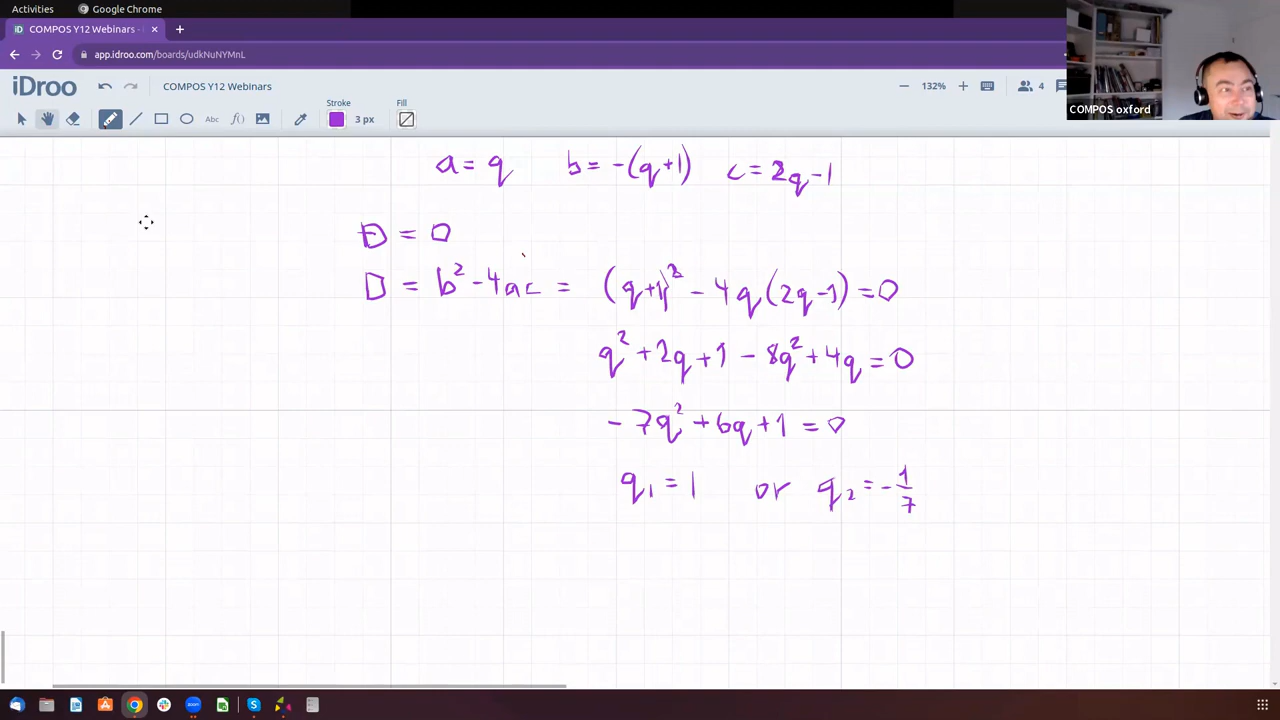 Activities Google Chrome
COMPOS Y12 Webinars - 
app.idroo.com/boards/udkNuNYMnL
iDroo COMPOS Y12 Webinars 132% 4
COMPOS oxford
Stroke Fill
Abc f() 3 px
a = q b = -(q+1) c = 2q-1
D = 0
D = b² - 4ac = (q+1)² - 4q(2q-1) = 0
q² + 2q + 1 - 8q² + 4q = 0
- 7q² + 6q + 1 = 0
q₁ = 1 or q₂ = - 1/7